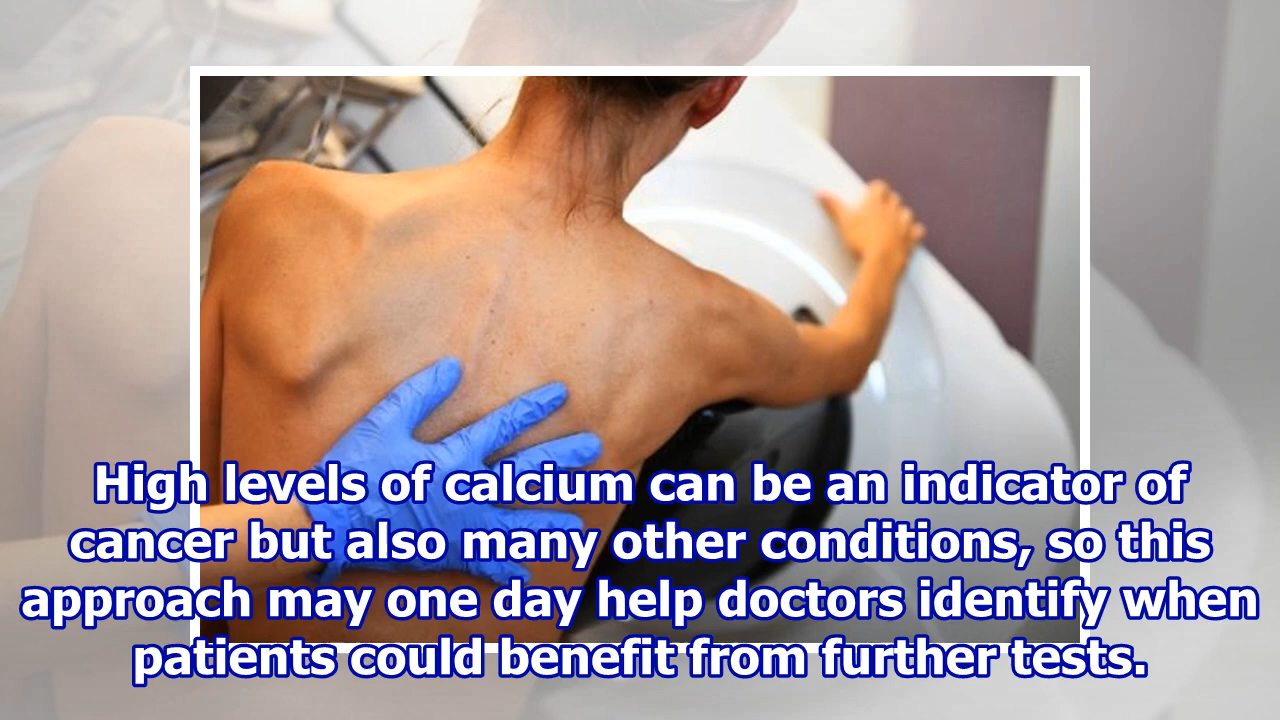 High levels of calcium can be an indicator of
cancer but also many other conditions, so this
approach may one day help doctors identify when
patients could benefit from further tests.